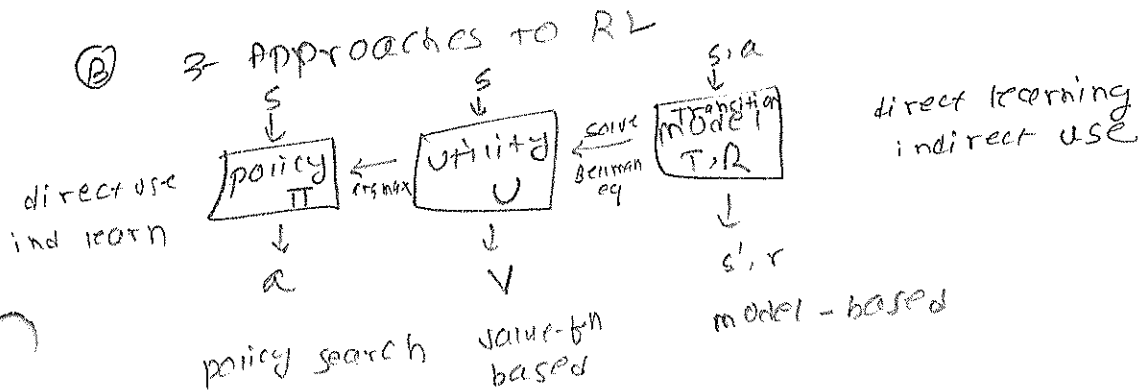 B 3 Approaches to RL
s s s,a
direct use ind learn
policy π
argmax
utility U
solve Bellman eq
Transition model T,R
direct learning indirect use
a v s', r
policy search value-fn based model-based